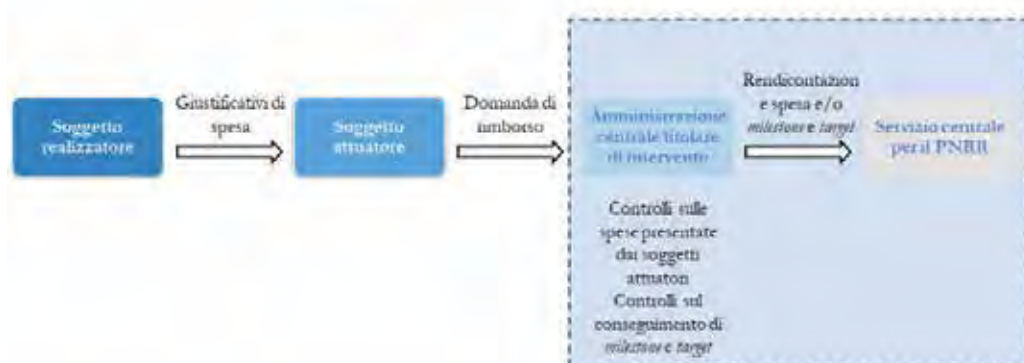 Soggetto
realizzatore
Giustificativi di
spesa
Soggetto
attuatore
Domanda di
rimborso
Amministrazione
centrale titolare
di intervento
Rendicontazion
e spesa e/o
milestone e target
Servizio centrale
per il PNRR
Controlli sulle
spese presentate
dai soggetti
attuatori
Controlli sul
conseguimento di
milestone e target